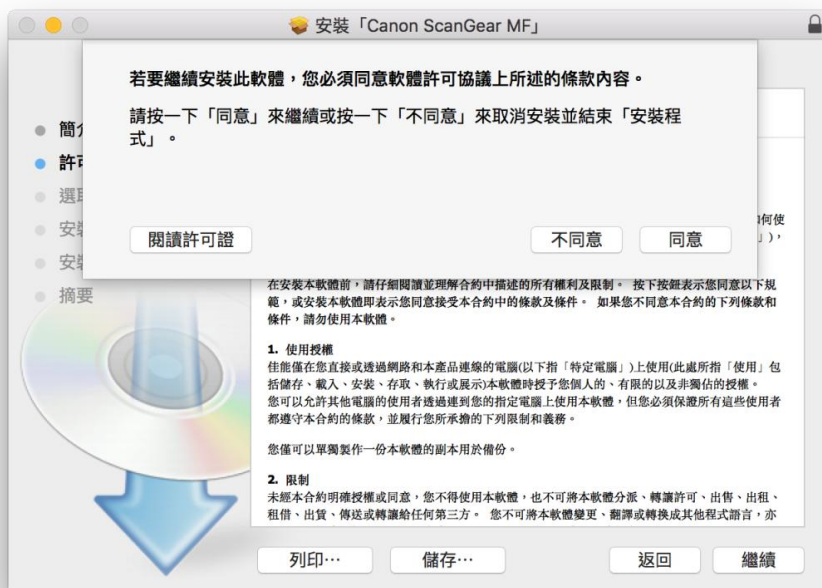 安裝「Canon ScanGear MF」
若要繼續安裝此軟體，您必須同意軟體許可協議上所述的條款內容。
請按一下「同意」來繼續或按一下「不同意」來取消安裝並結束「安裝程
式」。
閱讀許可證 不同意 同意
簡
許
選
安裝
安裝
摘要
何使
」)，
在安裝本軟體前，請仔細閱讀並理解合約中描述的所有權利及限制。 按下按鈕表示您同意以下規
範，或安裝本軟體即表示您同意接受本合約中的條款及條件。 如果您不同意本合約的下列條款和
條件，請勿使用本軟體。
1. 使用授權
佳能僅在您直接或透過網路和本產品連線的電腦(以下指「特定電腦」)上使用(此處所指「使用」包
括儲存、載入、安裝、存取、執行或展示)本軟體時授予您個人的、有限的以及非獨佔的授權。
您可以允許其他電腦的使用者透過連到您的指定電腦上使用本軟體，但您必須保證所有這些使用者
都遵守本合約的條款，並履行您所承擔的下列限制和義務。
您僅可以單獨製作一份本軟體的副本用於備份。
2. 限制
未經本合約明確授權或同意，您不得使用本軟體，也不可將本軟體分派、轉讓許可、出售、出租、
租借、出賃、傳送或轉讓給任何第三方。 您不可將本軟體變更、翻譯或轉換成其他程式語言，亦
列印… 儲存… 返回 繼續